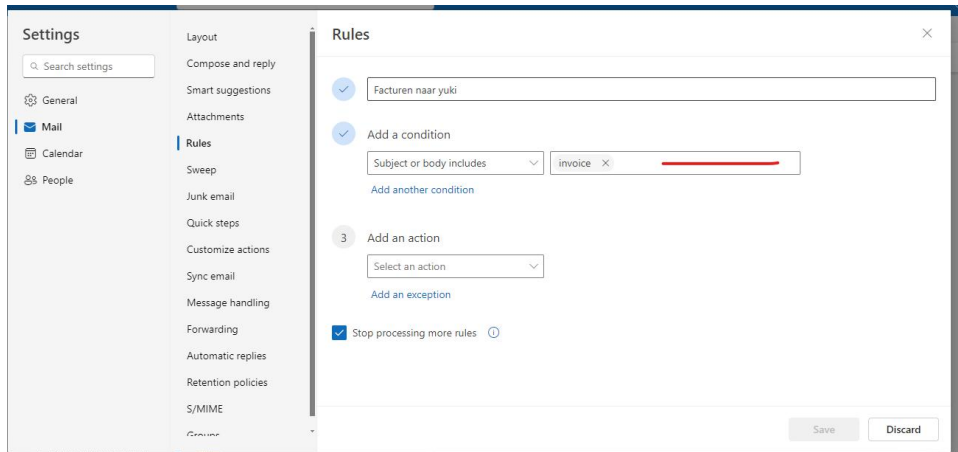 Settings
Search settings
General
Mail
Calendar
People
Layout
Compose and reply
Smart suggestions
Attachments
Rules
Sweep
Junk email
Quick steps
Customize actions
Sync email
Message handling
Forwarding
Automatic replies
Retention policies
S/MIME
Groups
Rules
Facturen naar yuki
Add a condition
Subject or body includes
invoice
Add another condition
3 Add an action
Select an action
Add an exception
Stop processing more rules
Save Discard